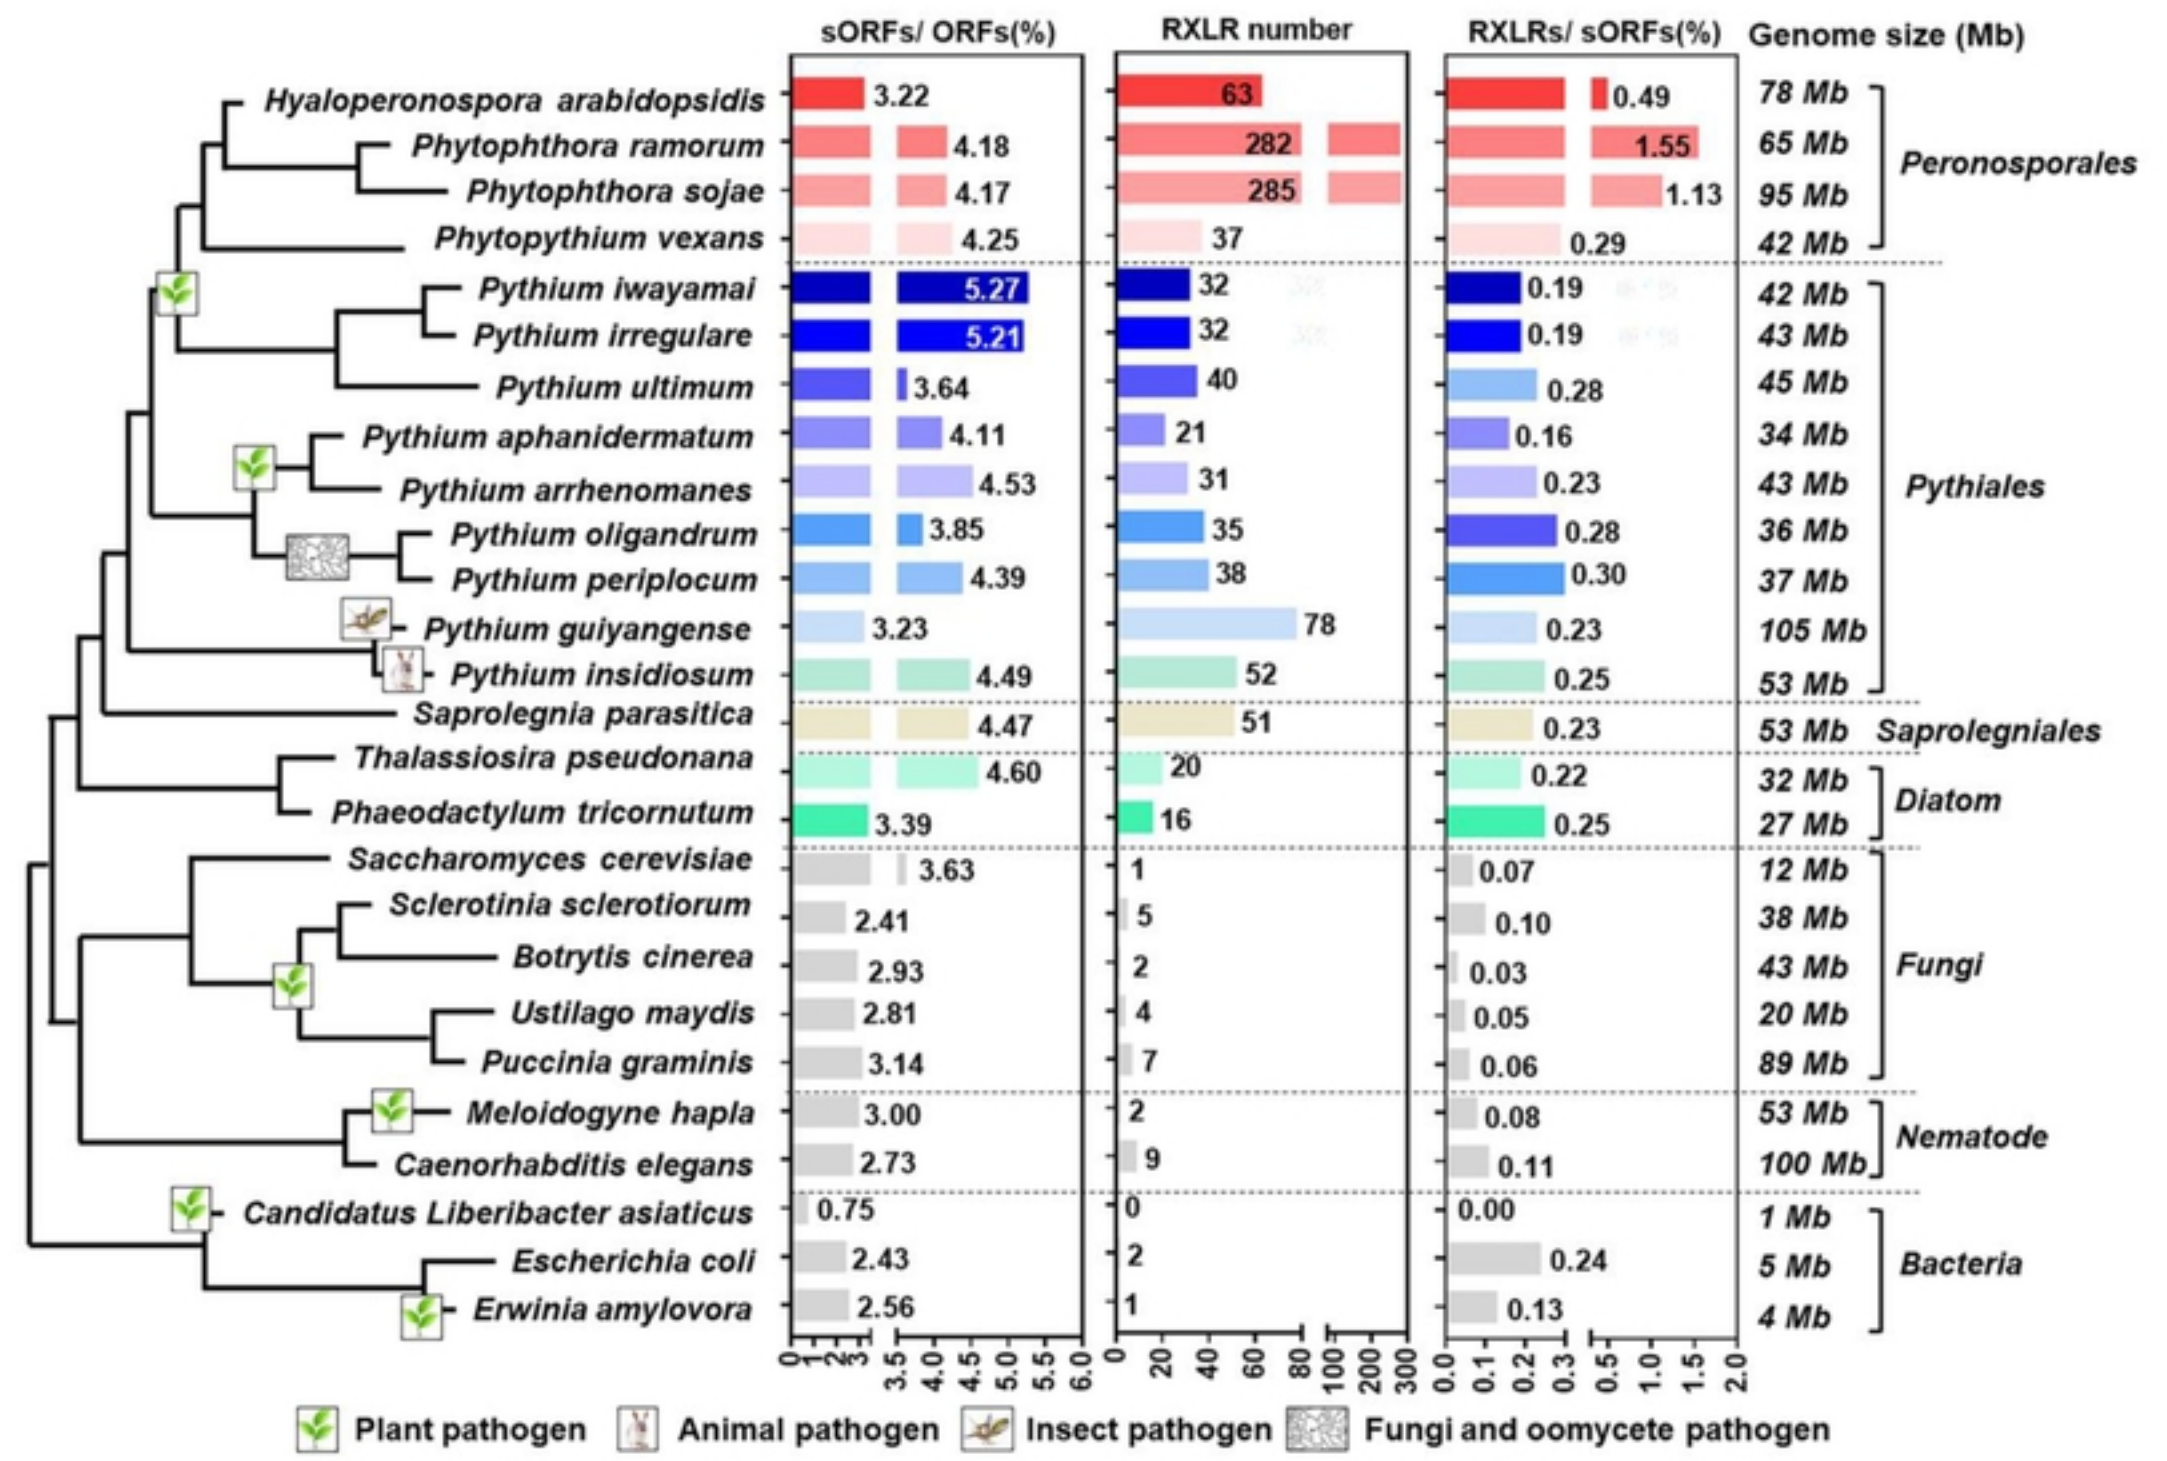 sORFs/ ORFs(%) RXLR number RXLRs/ sORFs(%) Genome size (Mb)
Hyaloperonospora arabidopsidis 3.22 63 0.49 78 Mb
Phytophthora ramorum 4.18 282 1.55 65 Mb
Peronosporales
Phytophthora sojae 4.17 285 1.13 95 Mb
Phytopythium vexans 4.25 37 0.29 42 Mb
Pythium iwayamai 5.27 32 0.19 42 Mb
Pythium irregulare 5.21 32 0.19 43 Mb
Pythium ultimum 3.64 40 0.28 45 Mb
Pythium aphanidermatum 4.11 21 0.16 34 Mb
Pythium arrhenomanes 4.53 31 0.23 43 Mb Pythiales
Pythium oligandrum 3.85 35 0.28 36 Mb
Pythium periplocum 4.39 38 0.30 37 Mb
Pythium guiyangense 3.23 78 0.23 105 Mb
Pythium insidiosum 4.49 52 0.25 53 Mb
Saprolegnia parasitica 4.47 51 0.23 53 Mb Saprolegniales
Thalassiosira pseudonana 4.60 20 0.22 32 Mb
Diatom
Phaeodactylum tricornutum 3.39 16 0.25 27 Mb
Saccharomyces cerevisiae 3.63 1 0.07 12 Mb
Sclerotinia sclerotiorum 2.41 5 0.10 38 Mb
Botrytis cinerea 2.93 2 0.03 43 Mb Fungi
Ustilago maydis 2.81 4 0.05 20 Mb
Puccinia graminis 3.14 7 0.06 89 Mb
Meloidogyne hapla 3.00 2 0.08 53 Mb
Nematode
Caenorhabditis elegans 2.73 9 0.11 100 Mb
Candidatus Liberibacter asiaticus 0.75 0 0.00 1 Mb
Escherichia coli 2.43 2 0.24 5 Mb Bacteria
Erwinia amylovora 2.56 1 0.13 4 Mb
0 1 2 3 3.5 4.0 4.5 5.0 5.5 6.0 0 20 40 60 80 100 200 300 0.0 0.1 0.2 0.3 0.5 1.0 1.5 2.0
Plant pathogen Animal pathogen Insect pathogen Fungi and oomycete pathogen